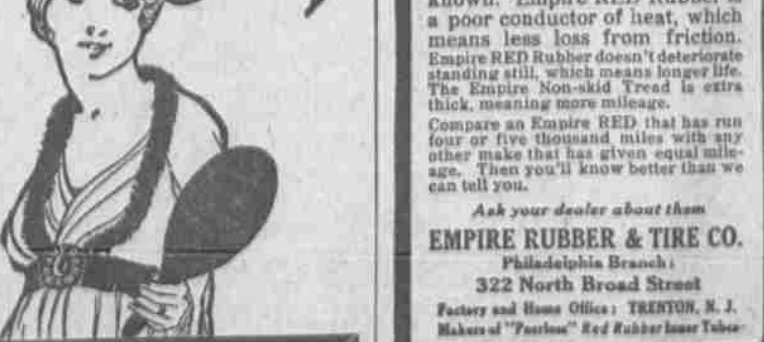 known. Empire RED Rubber is
a poor conductor of heat, which
means less loss from friction.
Empire RED Rubber doesn't deteriorate
standing still, which means longer life.
The Empire Non-skid Tread is extra
thick, meaning more mileage.
Compare an Empire RED that has run
four or five thousand miles with any
other make that has given equal mile-
age. Then you'll know better than we
can tell you.
Ask your dealer about them
EMPIRE RUBBER & TIRE CO.
Philadelphia Branch:
322 North Broad Street
Factory and Home Office: TRENTON, N. J.
Makers of "Peerless" Red Rubber Inner Tubes